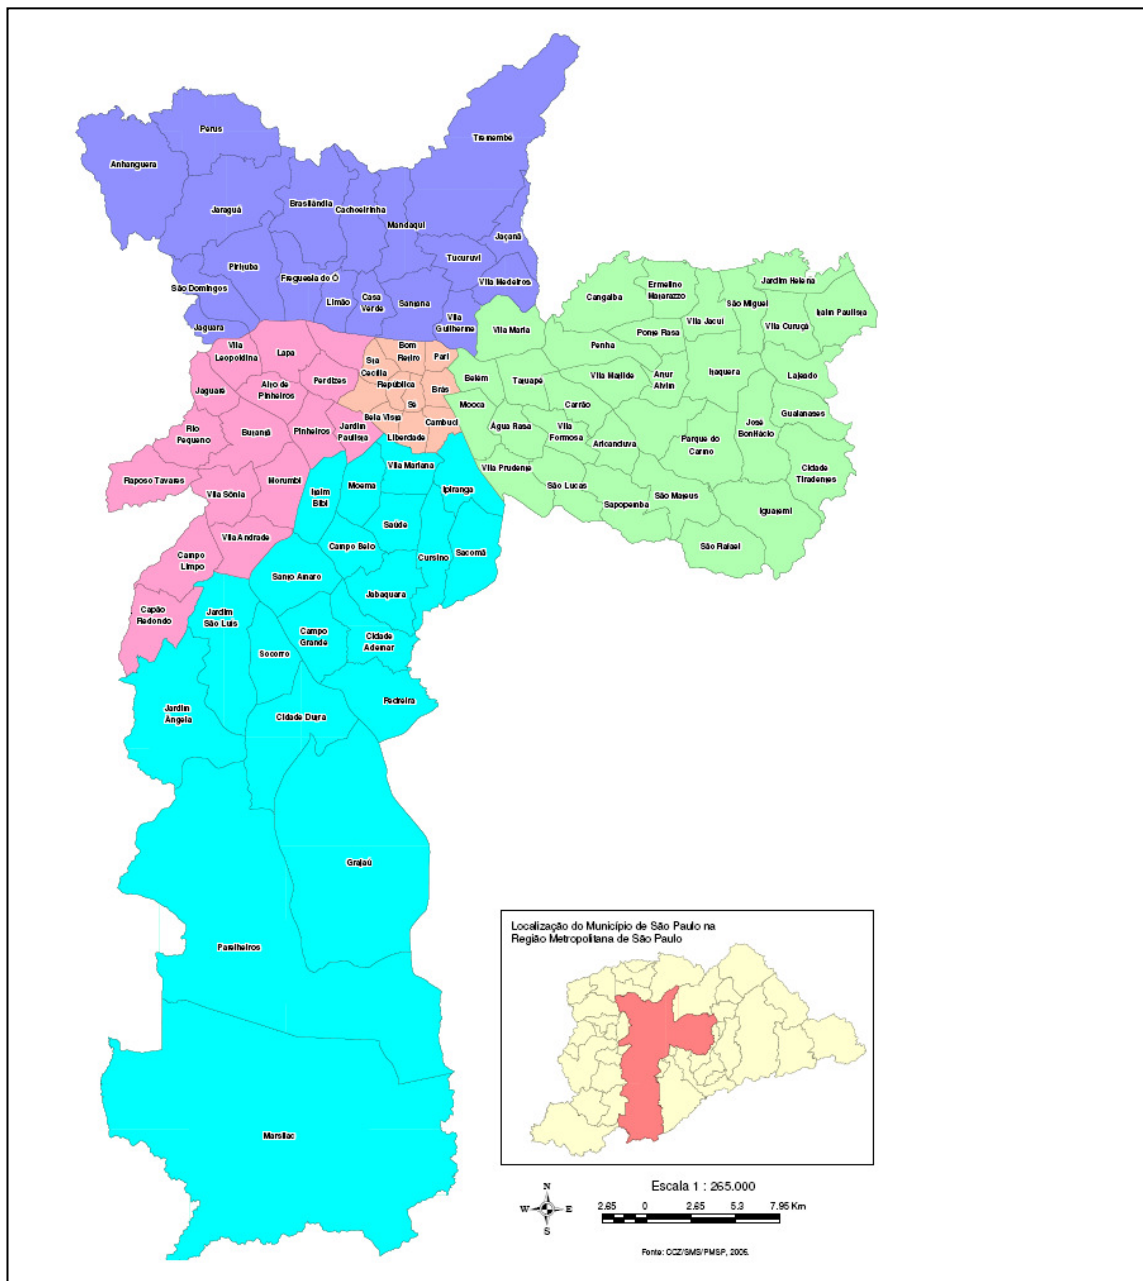 Tremembé
Perus
Anhanguera
Brasilândia
Cachoeirinha
Jaraguá
Mandaqui
Jaçanã
Tucuruvi
Pirituba
Freguesia do Ó
Vila Medeiros
São Domingos
Limão
Casa
Verde
Santana
Vila
Guilherme
Jaguara
Cangaíba
Ermelino
Matarazzo
Jardim Helena
São Miguel
Itaim Paulista
Vila Jacuí
Vila Curuçá
Vila Maria
Ponte Rasa
Penha
Vila Matilde
Artur
Alvim
Itaquera
Lajeado
Belém
Tatuapé
Mooca
Carrão
Água Rasa
Vila
Formosa
Aricanduva
José
Bonifácio
Guaianases
Parque do
Carmo
Cidade
Tiradentes
Vila Prudente
São Lucas
São Mateus
Sapopemba
Iguatemi
São Rafael
Vila
Leopoldina
Lapa
Perdizes
Jaguaré
Alto de
Pinheiros
Rio
Pequeno
Butantã
Pinheiros
Jardim
Paulista
Raposo Tavares
Vila Sônia
Morumbi
Vila Andrade
Campo
Limpo
Capão
Redondo
Bom
Retiro
Pari
Sta
Cecília
República
Brás
Sé
Bela Vista
Cambuci
Liberdade
Vila Mariana
Itaim
Bibi
Moema
Ipiranga
Saúde
Campo Belo
Cursino
Sacomã
Santo Amaro
Jabaquara
Jardim
São Luis
Campo
Grande
Cidade
Ademar
Socorro
Pedreira
Jardim
Ângela
Cidade Dutra
Grajaú
Parelheiros
Marsilac
Localização do Município de São Paulo na
Região Metropolitana de São Paulo
N
W E
S
Escala 1 : 265.000
2.65 0 2.65 5.3 7.95 Km
Fonte: CCZ/SMS/PMSP, 2005.